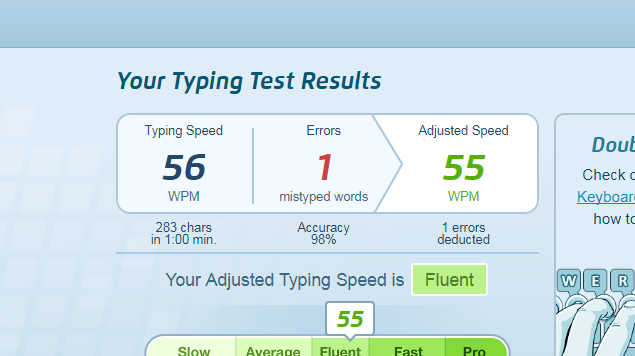 Your Typing Test Results
Typing Speed
56
WPM
Errors
1
mistyped words
Adjusted Speed
55
WPM
283 chars
in 1:00 min.
Accuracy
98%
1 errors
deducted
Your Adjusted Typing Speed is Fluent
55
Slow Average Fluent Fast Pro
Check
how to
W E R